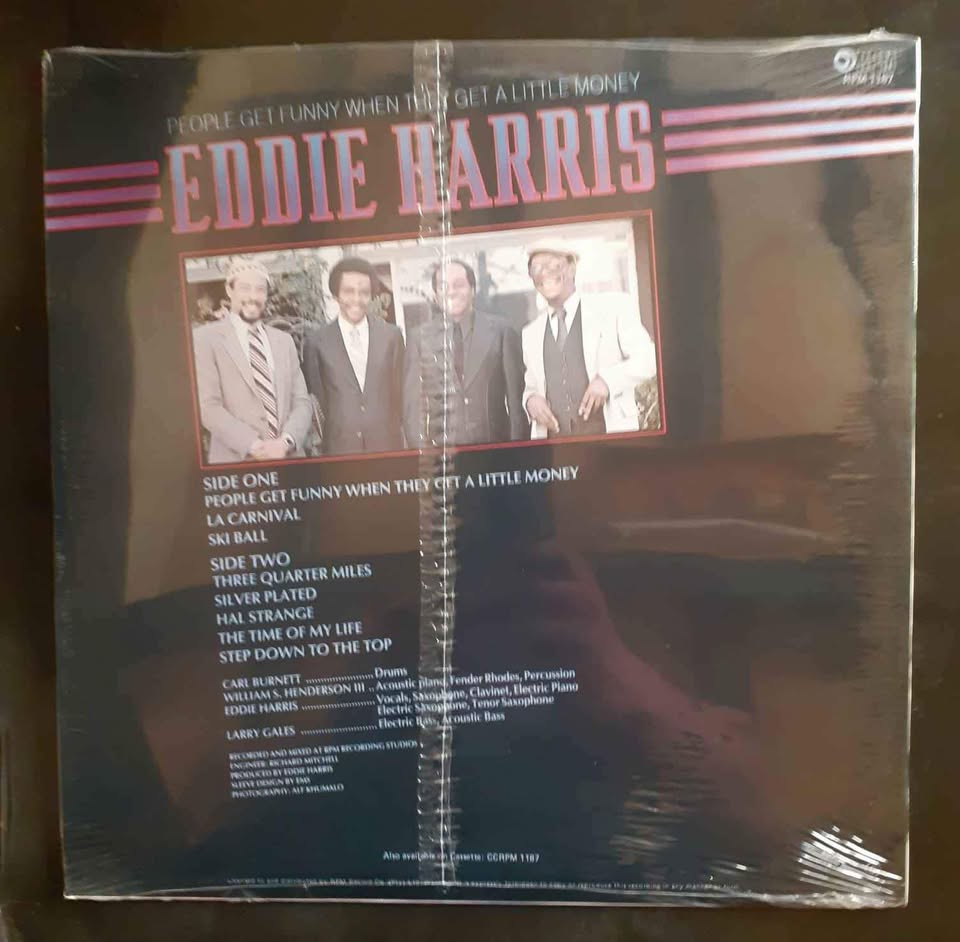 RPM 1187
PEOPLE GET FUNNY WHEN THEY GET A LITTLE MONEY
EDDIE HARRIS
SIDE ONE
PEOPLE GET FUNNY WHEN THEY GET A LITTLE MONEY
LA CARNIVAL
SKI BALL
SIDE TWO
THREE QUARTER MILES
SILVER PLATED
HAL STRANGE
THE TIME OF MY LIFE
STEP DOWN TO THE TOP
CARL BURNETT ......................Drums
WILLIAM S. HENDERSON III ..Acoustic piano, Fender Rhodes, Percussion
EDDIE HARRIS ........................Vocals, Saxophone, Clavinet, Electric Piano
Electric Saxophone, Tenor Saxophone
LARRY GALES .........................Electric Bass, Acoustic Bass
RECORDED AND MIXED AT RPM RECORDING STUDIOS
ENGINEER: RICHARD MITCHELL
PRODUCED BY EDDIE HARRIS
SLEEVE DESIGN BY
PHOTOGRAPHY: ALF KHUMALO
Also available on Cassette: CCRPM 1187